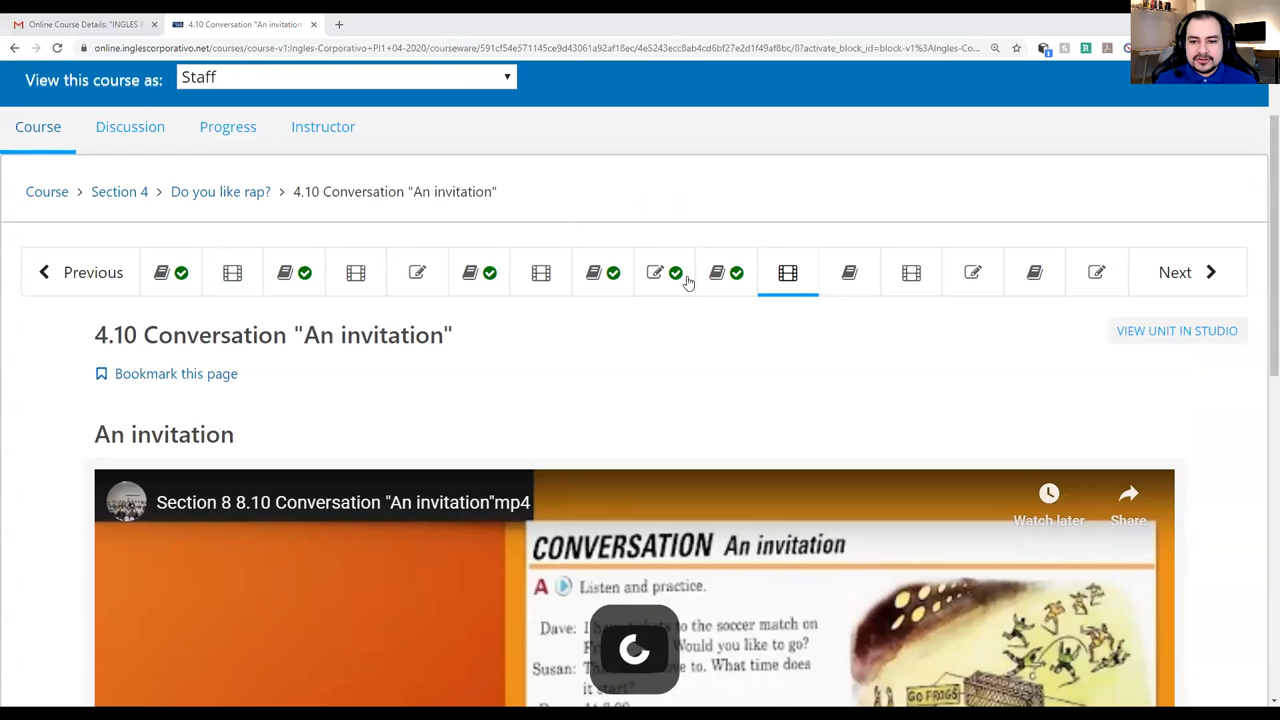 Online Course Details: "INGLES P
4.10 Conversation "An invitation
online.inglescorporativo.net/courses/course-v1:Ingles-Corporativo+PI1+04-2020/courseware/591cf54e5711459d9d43061a92af18ec/4e5243ecc8ab4cd6bf27e2d1f49af8bc/8?activate_block_id=block-v1%3AIngles-Co...
View this course as:
Staff
Course
Discussion
Progress
Instructor
Course > Section 4 > Do you like rap? > 4.10 Conversation "An invitation"
Previous
Next
4.10 Conversation "An invitation"
VIEW UNIT IN STUDIO
Bookmark this page
An invitation
Section 8 8.10 Conversation "An invitation"mp4
Watch later
Share
CONVERSATION An invitation
A Listen and practice.
Dave: I to the soccer match on
Would you like to go?
Susan: to. What time does
it start?
GO FROGS